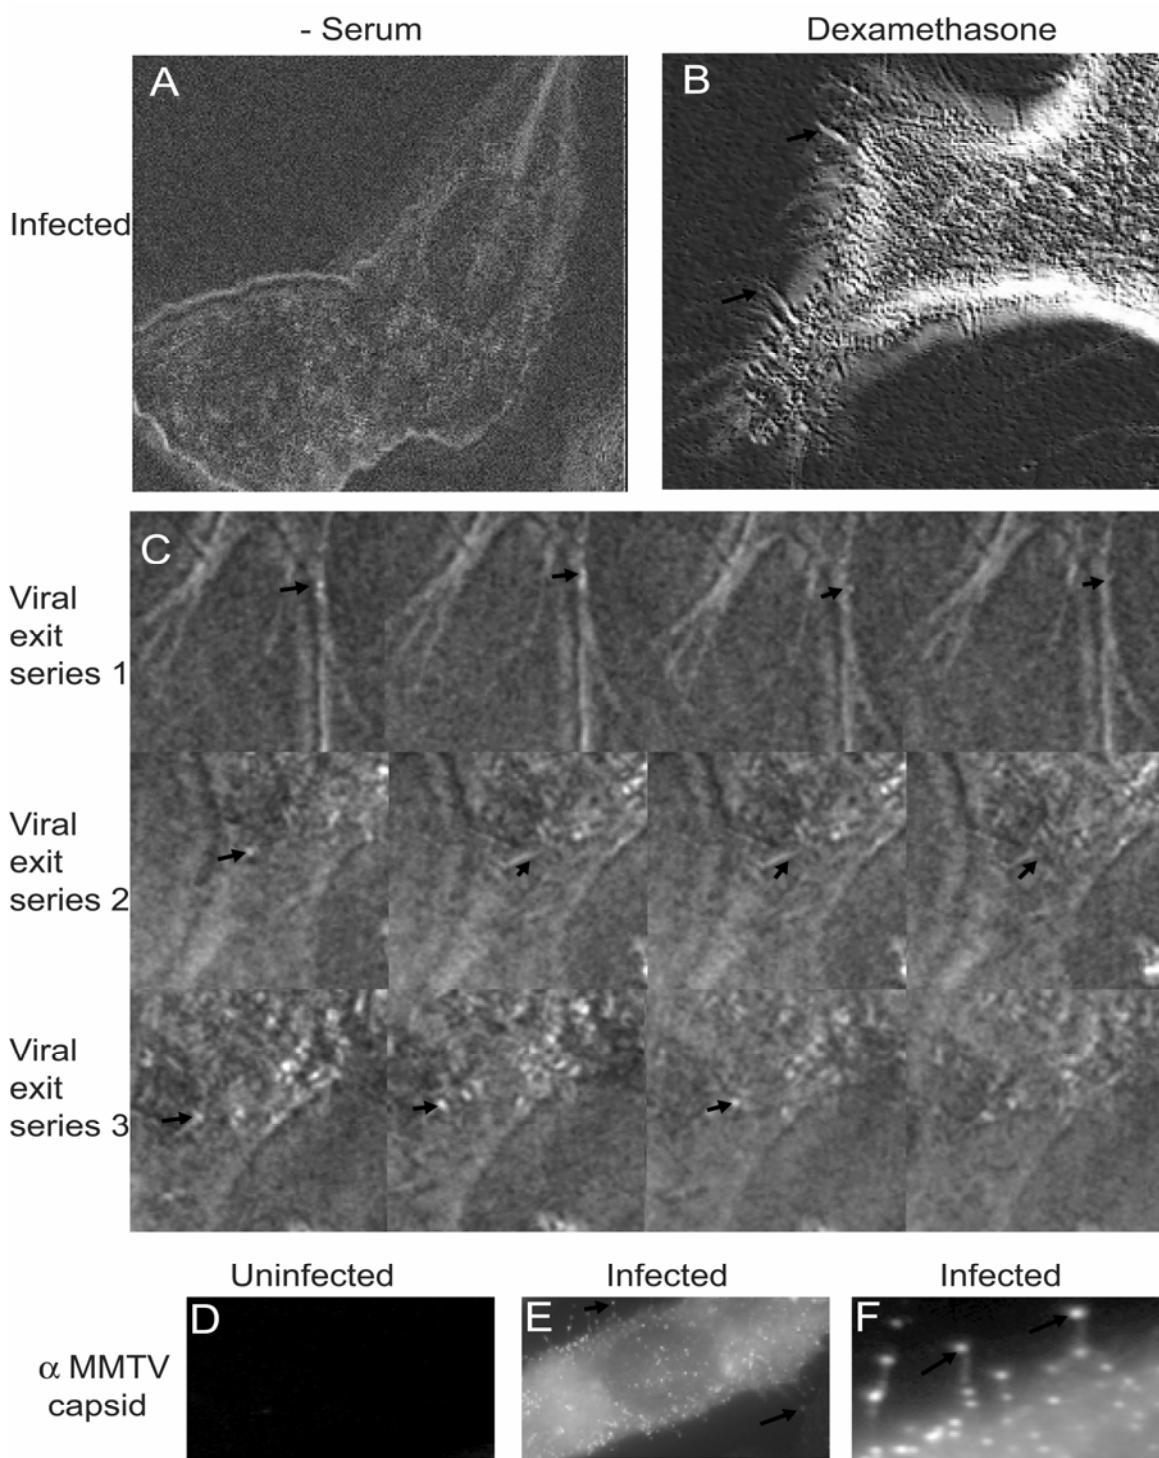 - Serum
Dexamethasone
A
B
Infected
C
Viral
exit
series 1
Viral
exit
series 2
Viral
exit
series 3
Uninfected
Infected
Infected
D
E
F
α MMTV
capsid